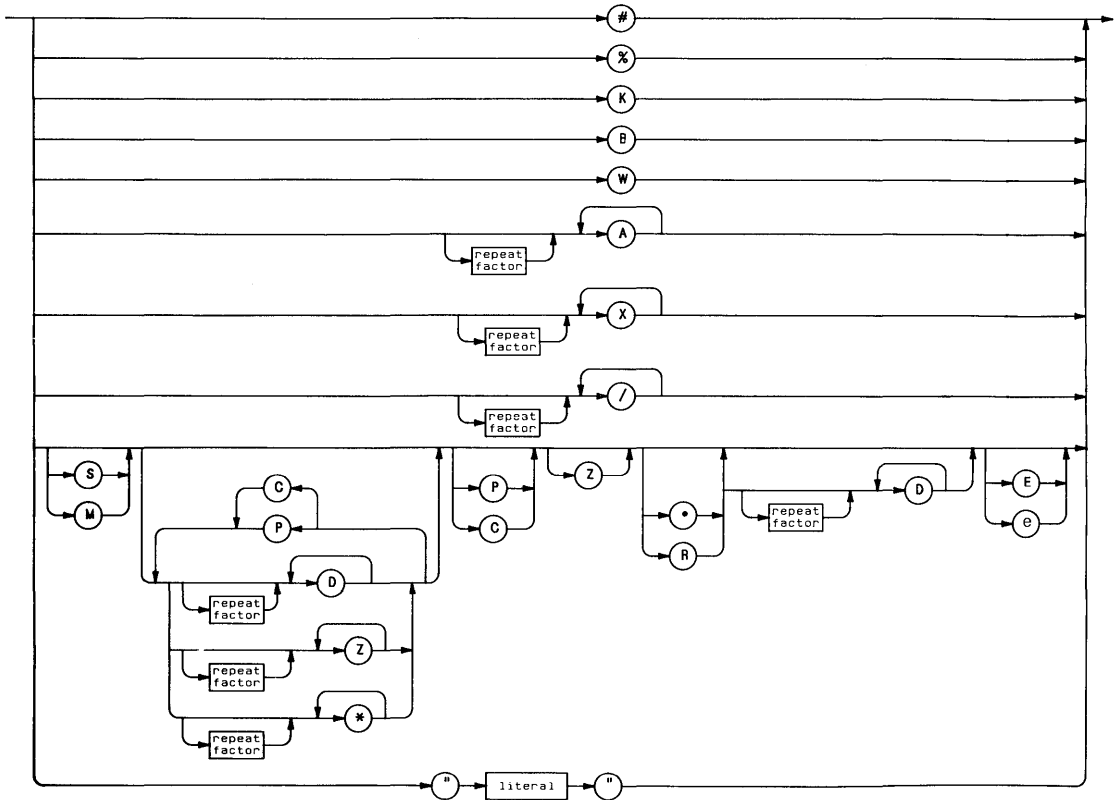 #
%
K
B
W
A
repeat
factor
X
repeat
factor
/
repeat
factor
S
M
C
P
D
repeat
factor
Z
repeat
factor
*
repeat
factor
P
C
Z
•
R
repeat
factor
D
E
e
" literal "